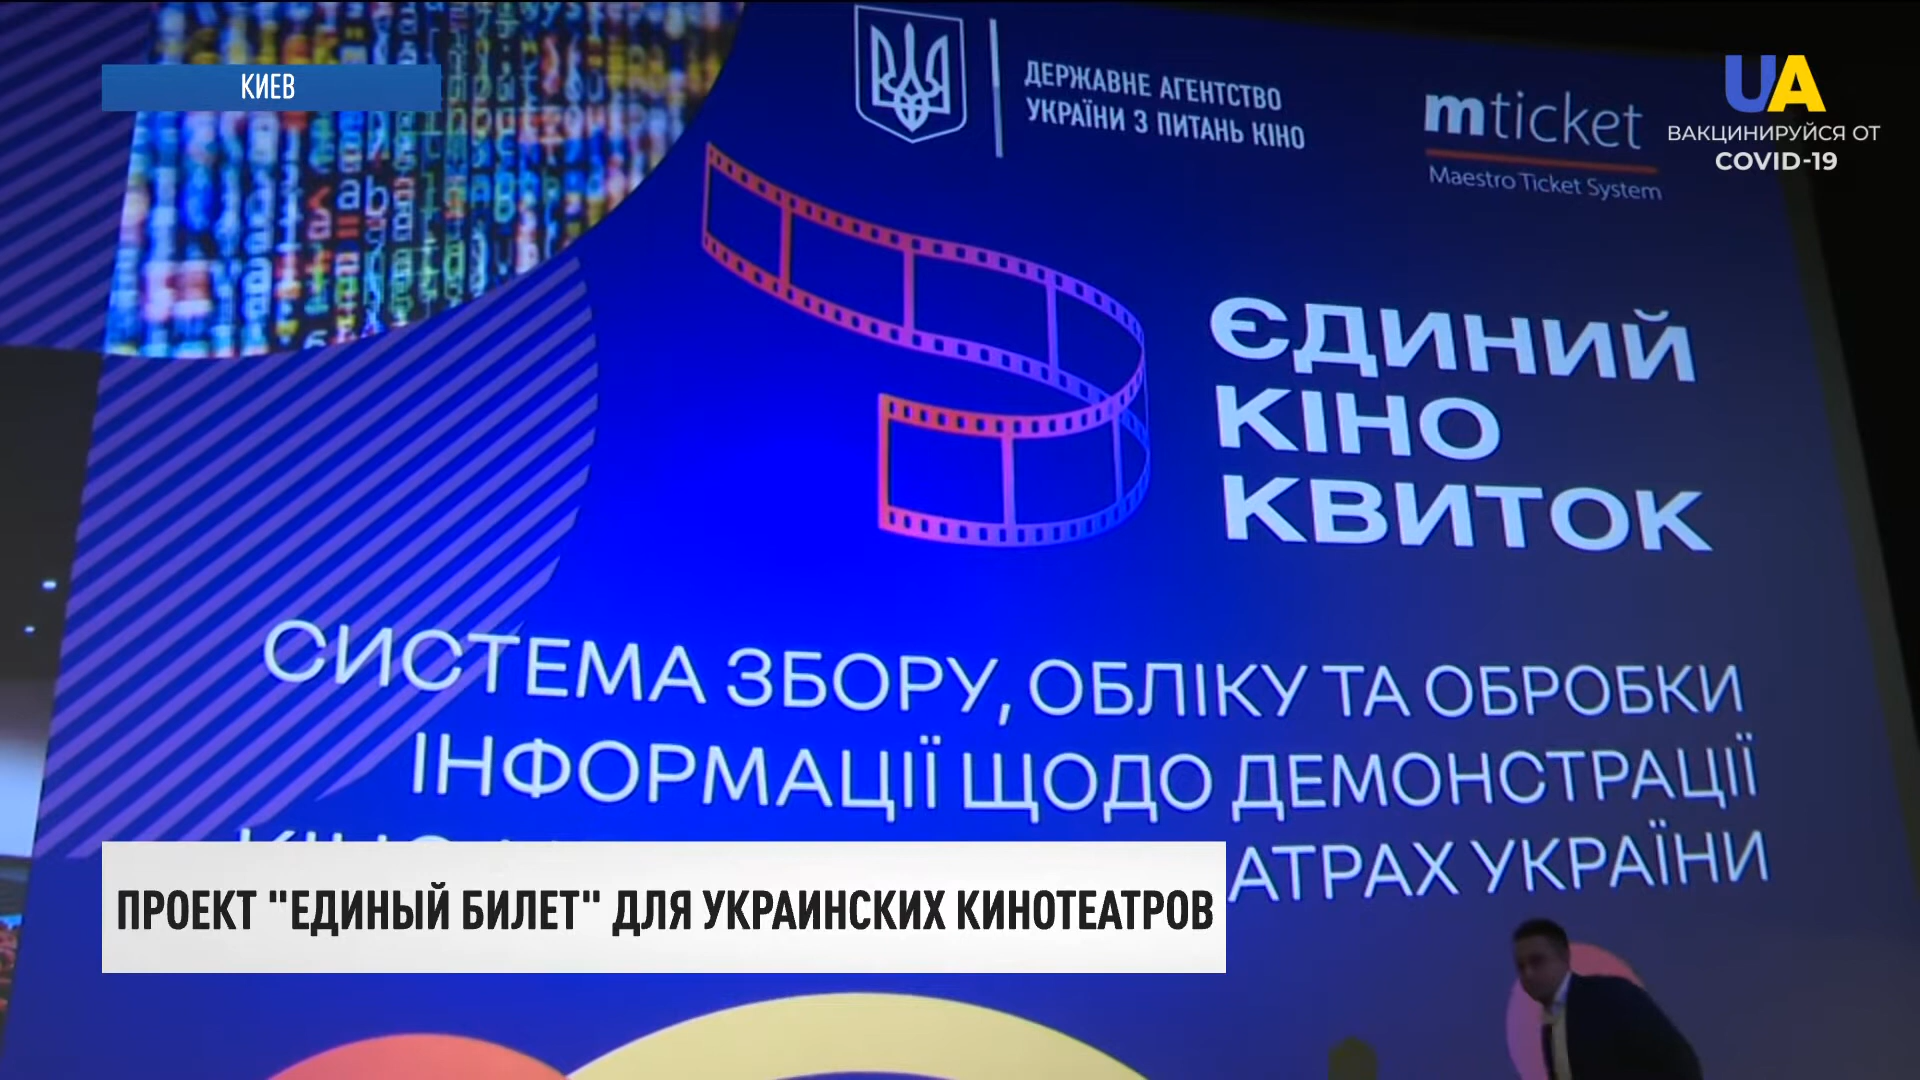 КИЕВ
ДЕРЖАВНЕ АГЕНТСТВО
УКРАЇНИ З ПИТАНЬ КІНО
mticket
Maestro Ticket System
UA
ВАКЦИНИРУЙСЯ ОТ
COVID-19
ЄДИНИЙ
КІНО
КВИТОК
СИСТЕМА ЗБОРУ, ОБЛІКУ ТА ОБРОБКИ
ІНФОРМАЦІЇ ЩОДО ДЕМОНСТРАЦІЇ
УКРАЇНИ
ПРОЕКТ "ЕДИНЫЙ БИЛЕТ" ДЛЯ УКРАИНСКИХ КИНОТЕАТРОВ